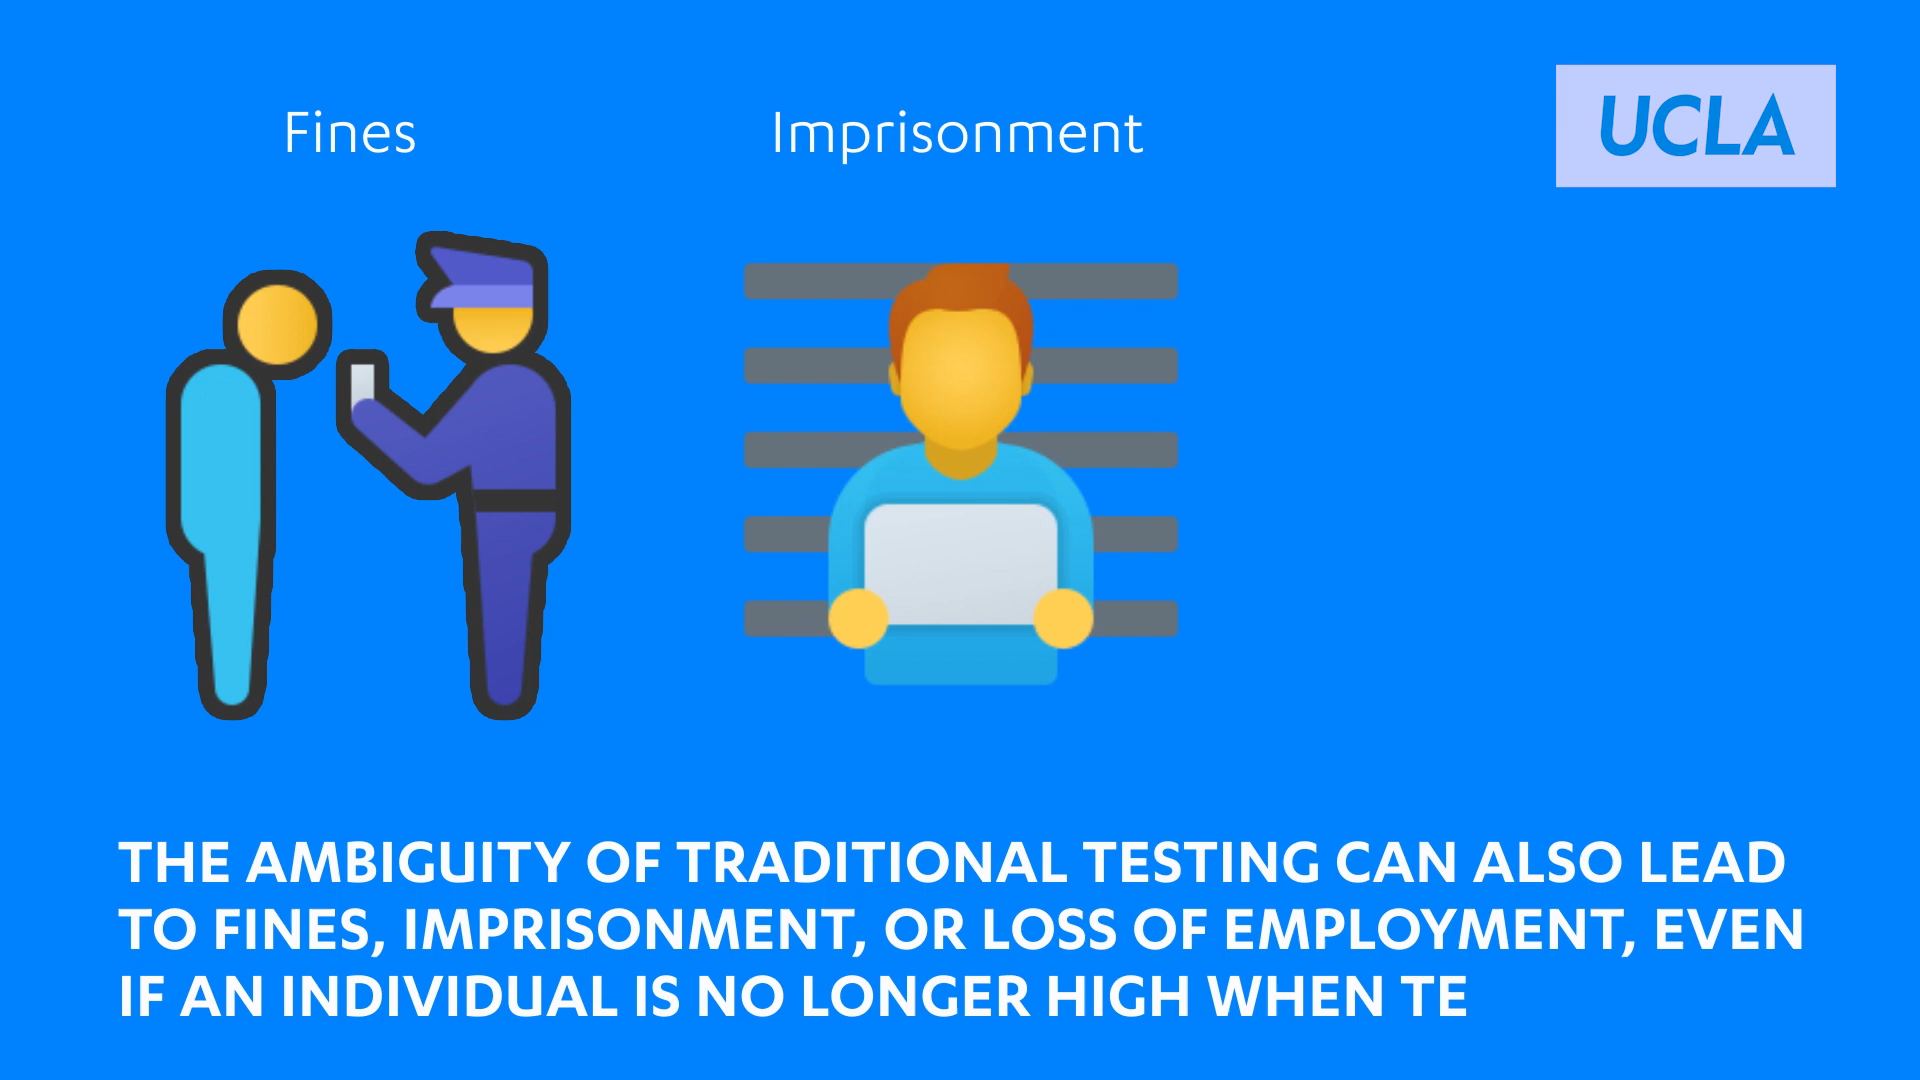 Fines
Imprisonment
UCLA
THE AMBIGUITY OF TRADITIONAL TESTING CAN ALSO LEAD
TO FINES, IMPRISONMENT, OR LOSS OF EMPLOYMENT, EVEN
IF AN INDIVIDUAL IS NO LONGER HIGH WHEN TE